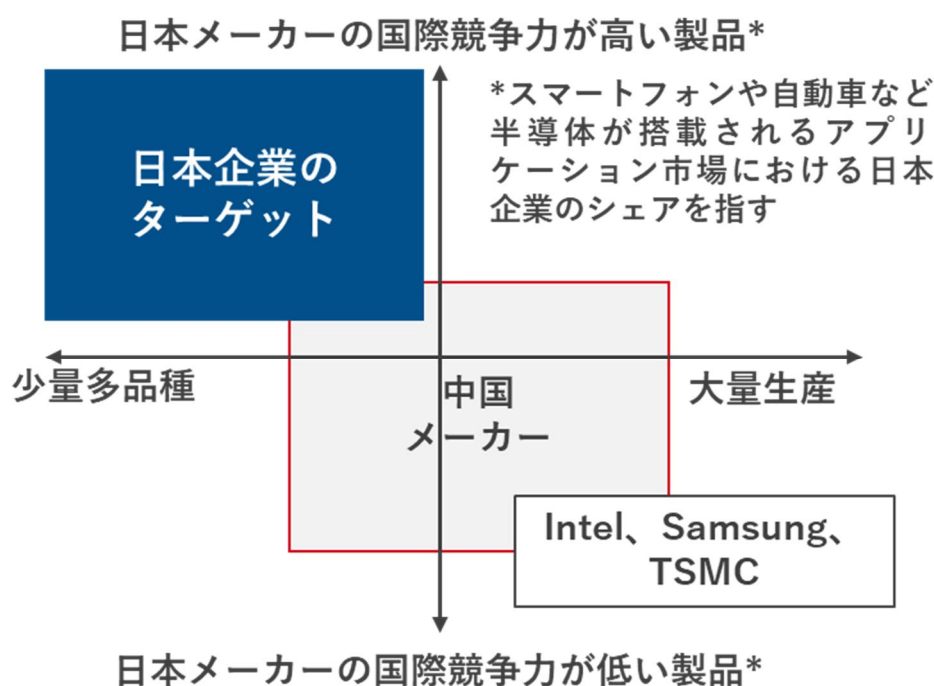 日本メーカーの国際競争力が高い製品*
*スマートフォンや自動車など
半導体が搭載されるアプリ
ケーション市場における日本
企業のシェアを指す
日本企業の
ターゲット
少量多品種
中国
メーカー
大量生産
Intel、Samsung、
TSMC
日本メーカーの国際競争力が低い製品*